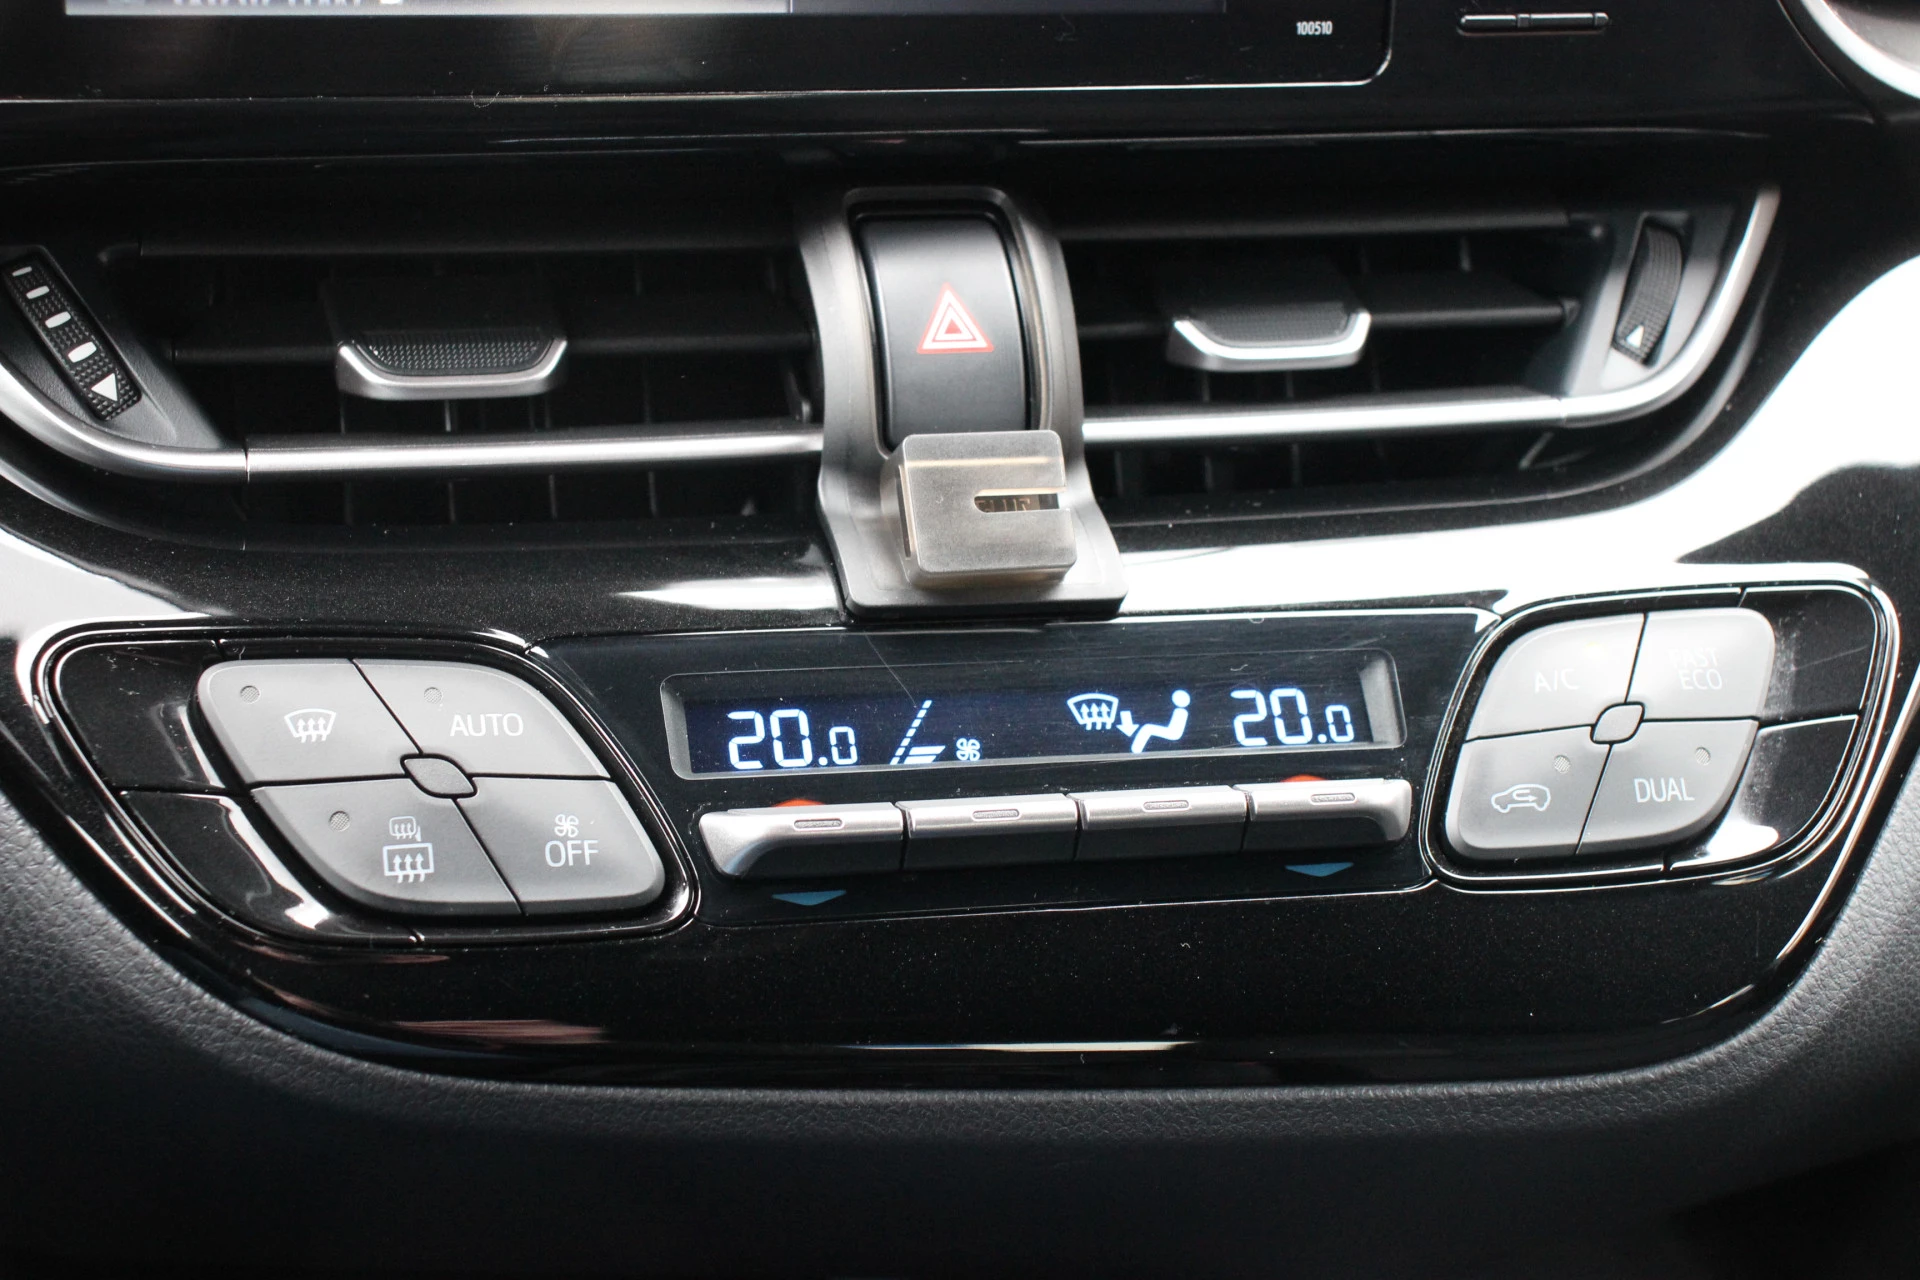 100510
AUTO
OFF
20.0
20.0
A/C
FAST
ECO
DUAL